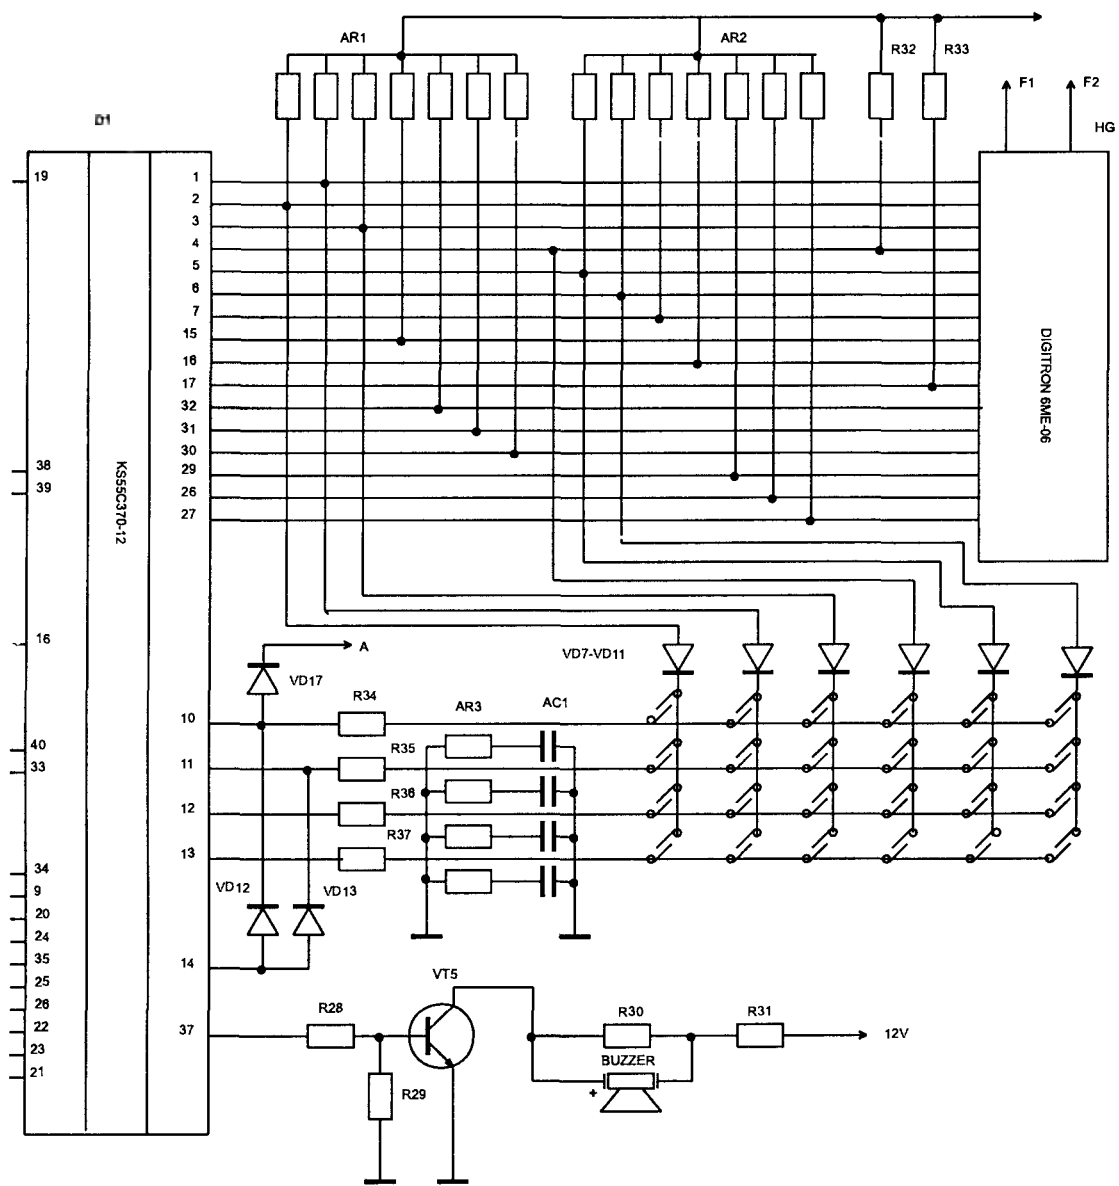 AR1
AR2
R32
R33
F1
F2
HG
D1
19
1
2
3
4
5
6
7
15
16
17
32
31
30
29
26
27
38
39
KS55C370-12
DIGITRON 6ME-06
16
A
VD17
VD7-VD11
10
R34
AR3
AC1
40
33
11
R35
12
R36
13
R37
34
9
20
24
35
25
26
22
23
21
VD12
VD13
14
VT5
37
R28
R29
R30
R31
12V
BUZZER
+